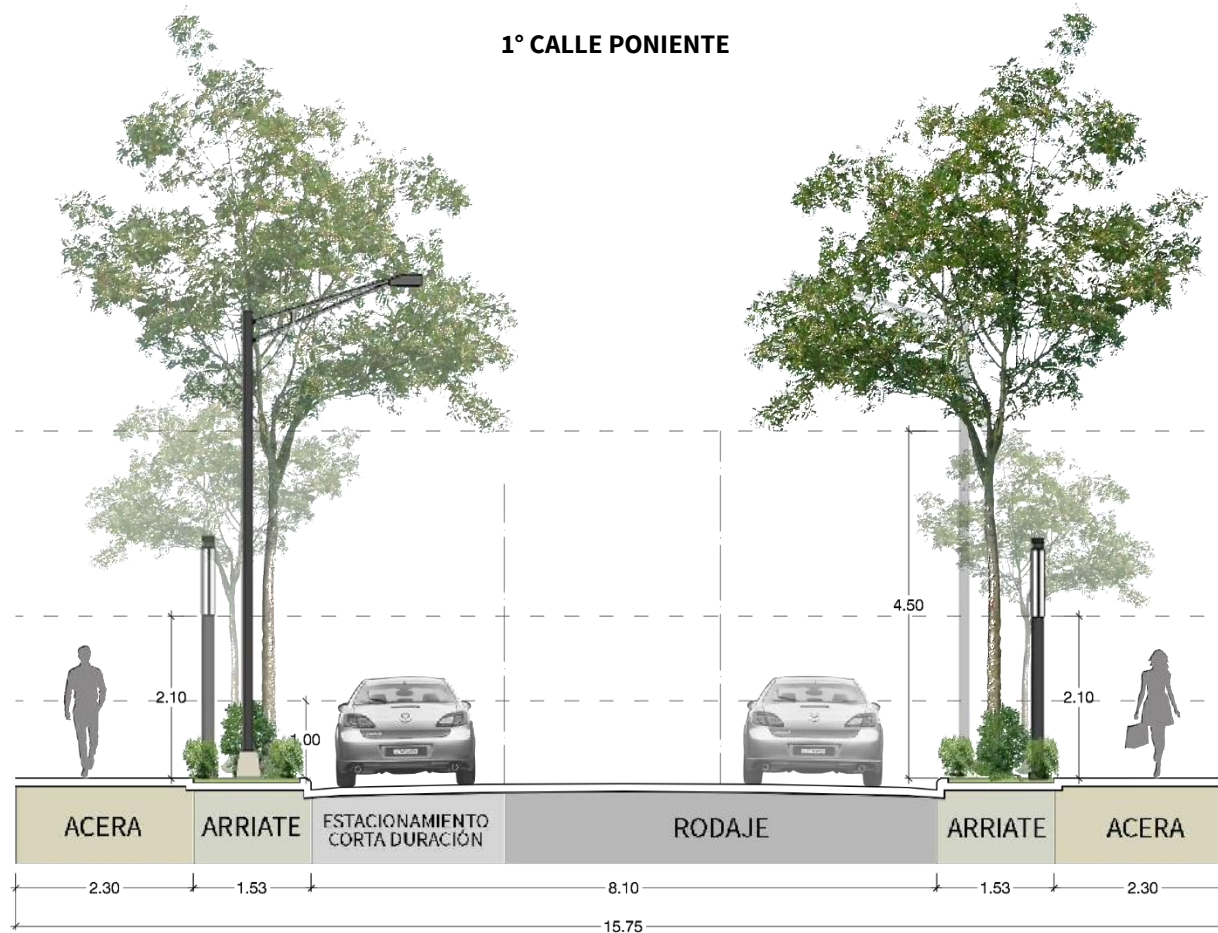 1° CALLE PONIENTE
4.50
2.10
1.00
2.10
ACERA
ARRIATE
ESTACIONAMIENTO
CORTA DURACIÓN
RODAJE
ARRIATE
ACERA
2.30
1.53
8.10
1.53
2.30
15.75